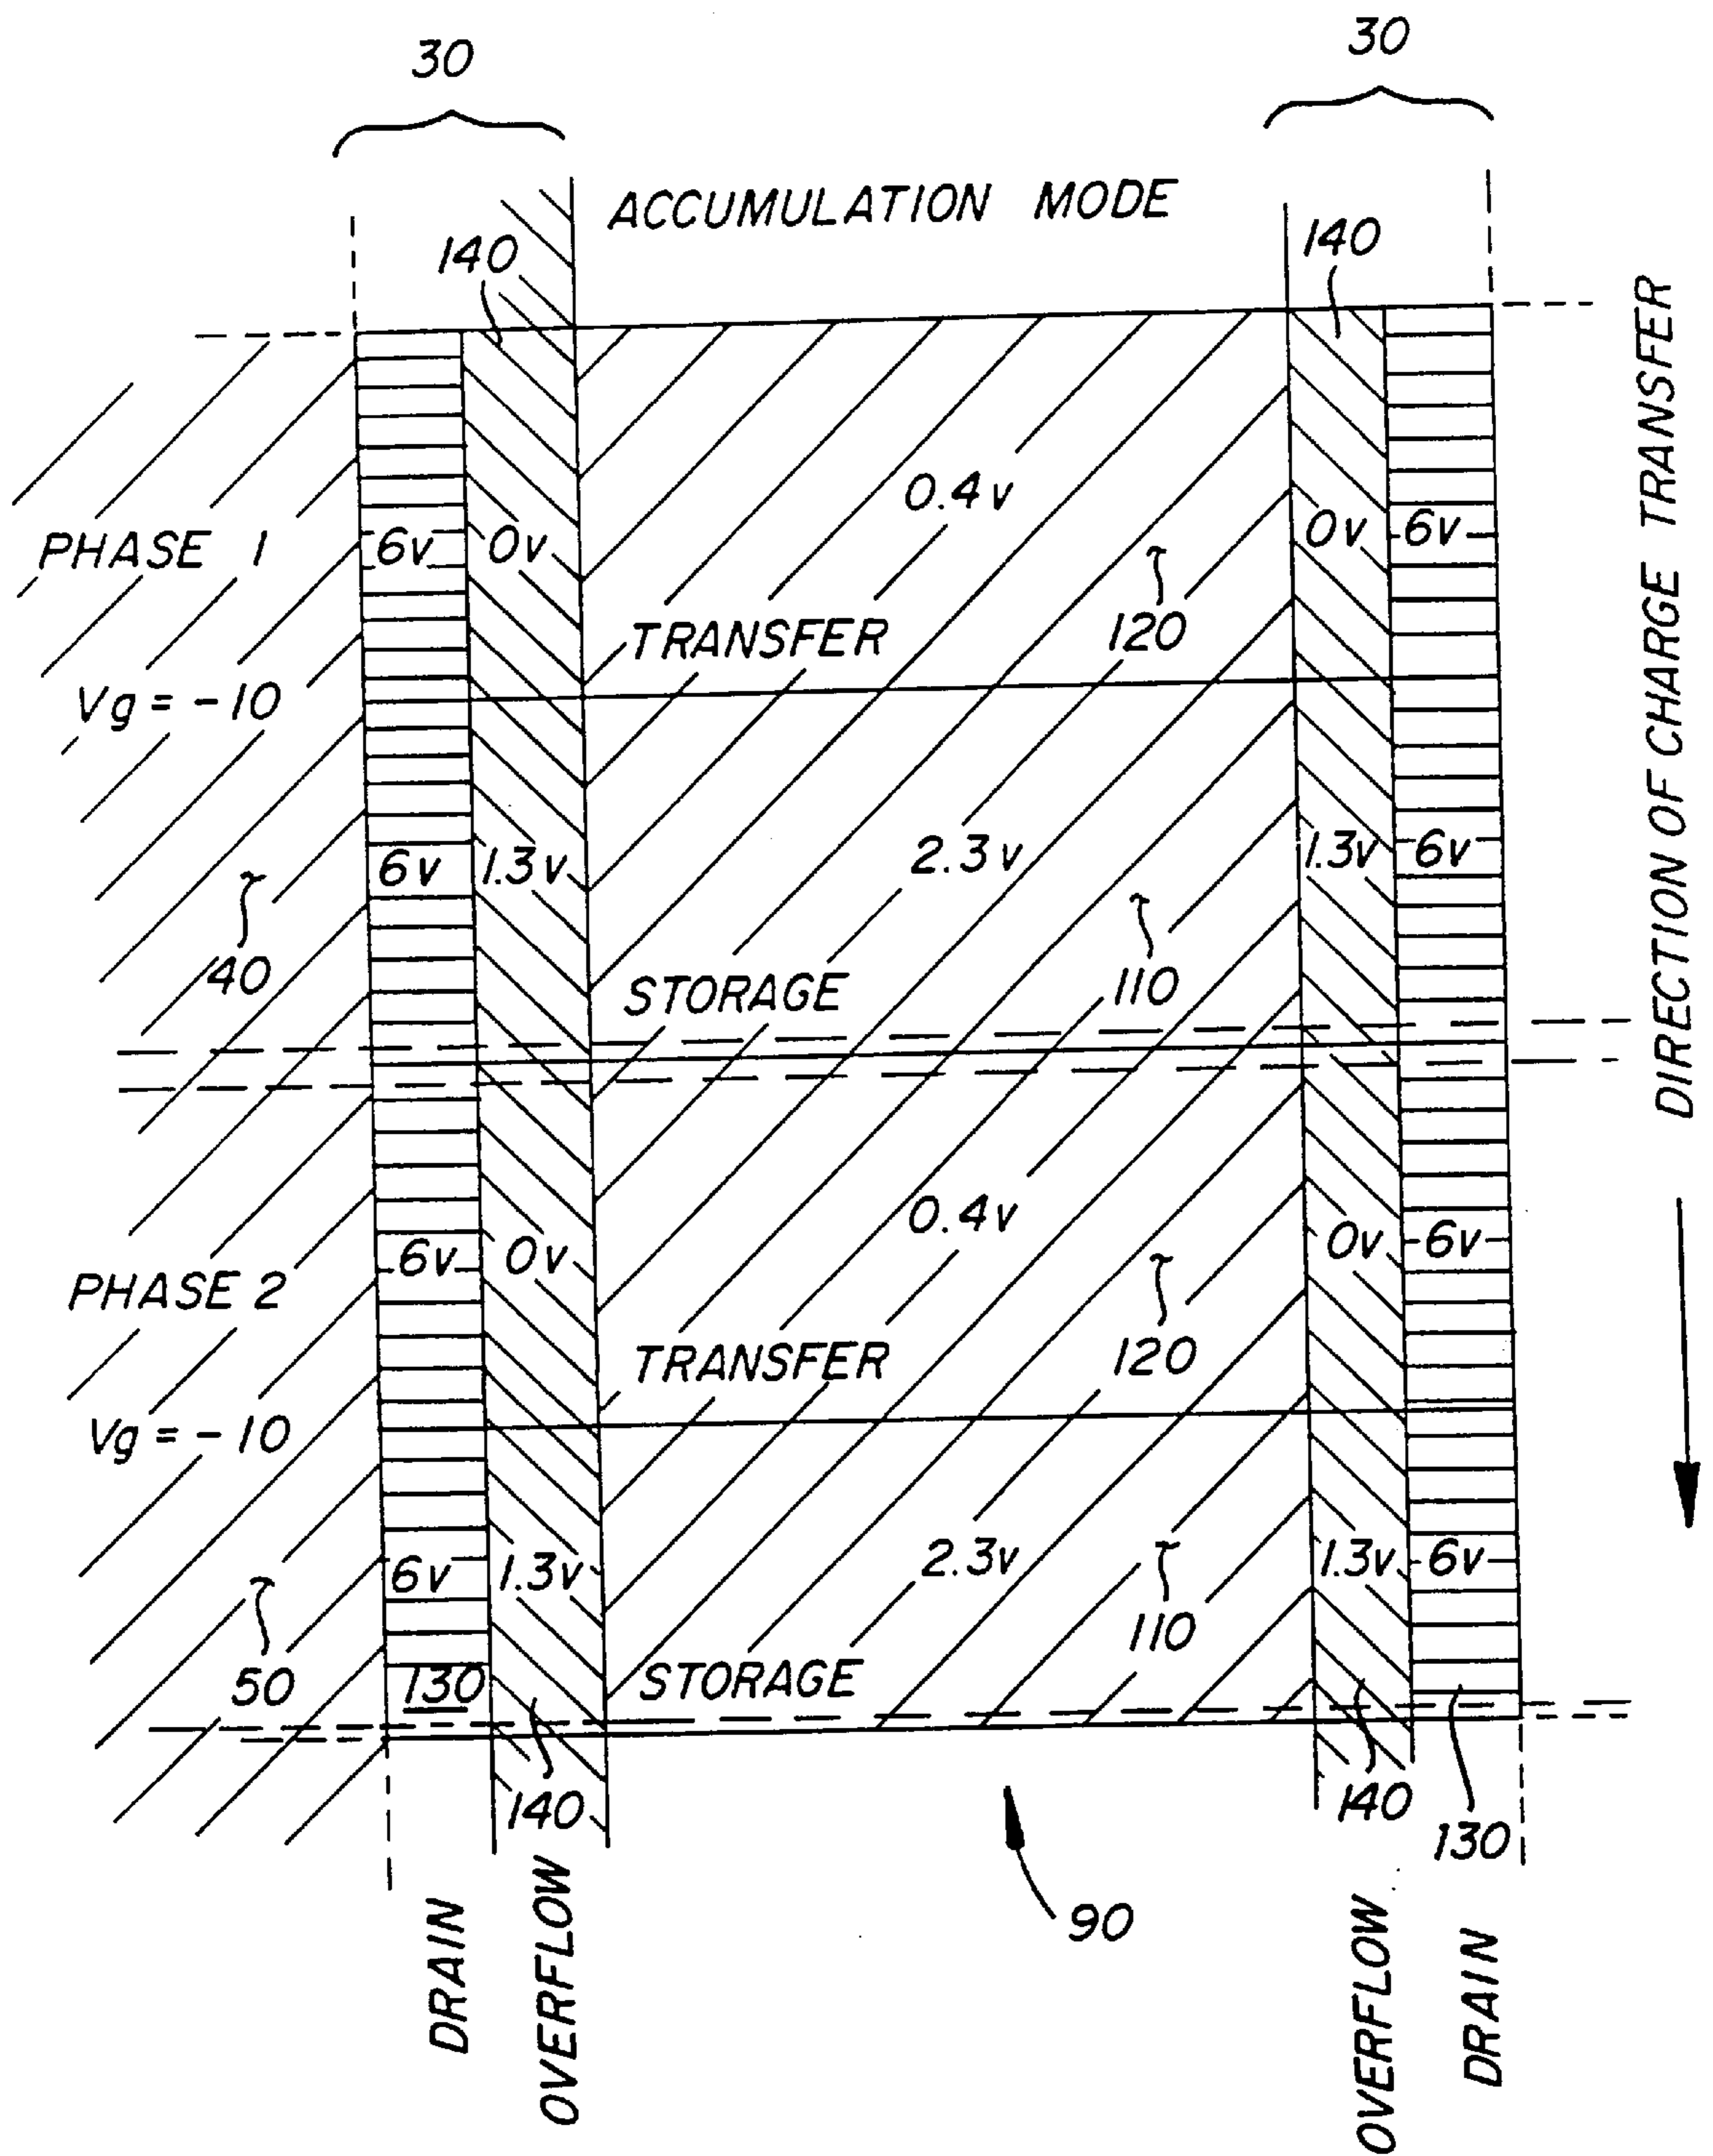 30
30
ACCUMULATION MODE
140
140
0.4v
PHASE 1
6v
0v
0v
6v
TRANSFER
120
Vg = -10
6v
1.3v
2.3v
1.3v
6v
40
STORAGE
110
0.4v
6v
0v
0v
6v
PHASE 2
TRANSFER
120
Vg = -10
6v
1.3v
2.3v
1.3v
6v
110
50
130
STORAGE
140
140
130
90
DRAIN
OVERFLOW
OVERFLOW
DRAIN
DIRECTION OF CHARGE TRANSFER